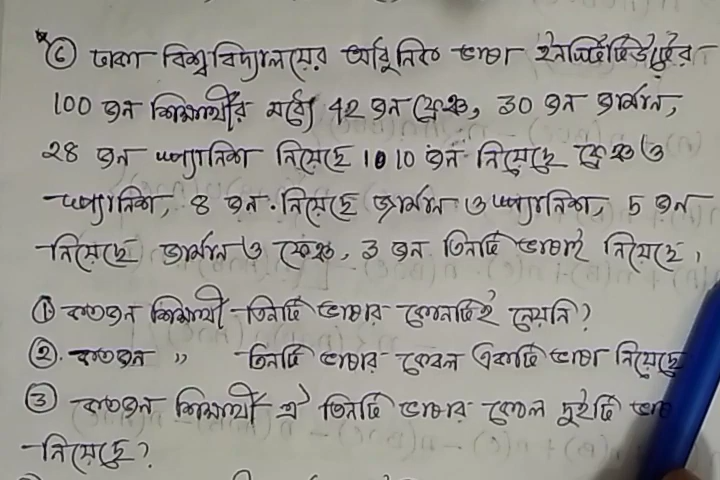 ৬ ঢাকা বিশ্ববিদ্যালয়ের আধুনিক ভাষা ইনস্টিটিউটের
100 জন শিক্ষার্থীর মধ্যে 42 জন ফ্রেঞ্চ, 30 জন জার্মান,
28 জন স্প্যানিশ নিয়েছে। 10 জন নিয়েছে ফ্রেঞ্চ ও
স্প্যানিশ, 8 জন নিয়েছে জার্মান ও স্প্যানিশ, 5 জন
নিয়েছে জার্মান ও ফ্রেঞ্চ, 3 জন তিনটি ভাষাই নিয়েছে,
① কতজন শিক্ষার্থী তিনটি ভাষার কোনটিই নেয়নি?
②. কতজন " তিনটি ভাষার কেবল একটি ভাষা নিয়েছে
③ কতজন শিক্ষার্থী ঐ তিনটি ভাষার কেবল দুইটি
নিয়েছে?